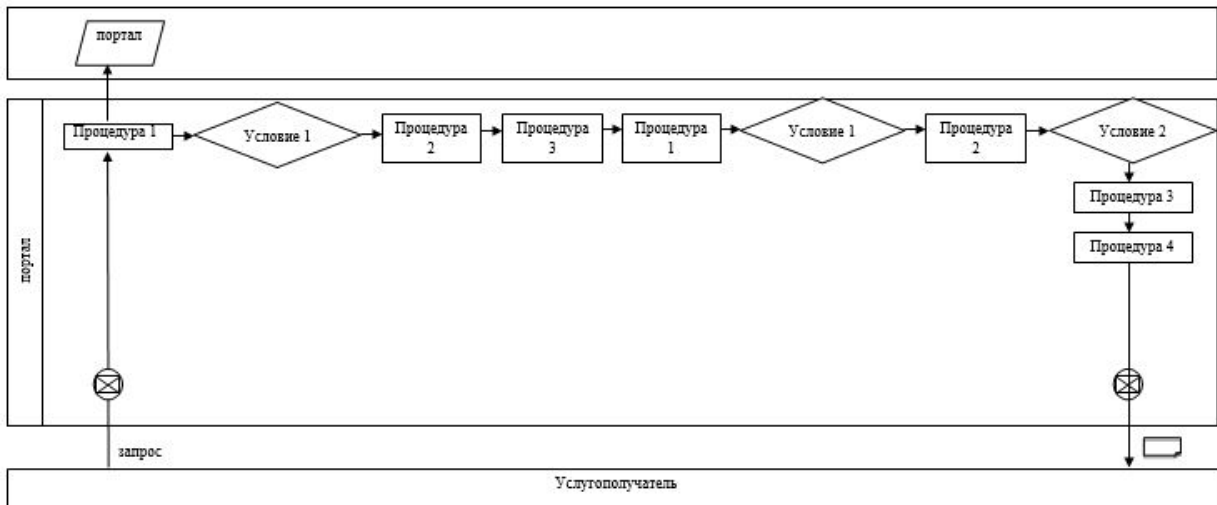 портал
Процедура 1
Условие 1
Процедура
2
Процедура
3
Процедура
1
Условие 1
Процедура
2
Условие 2
Процедура 3
Процедура 4
портал
запрос
Услугополучатель